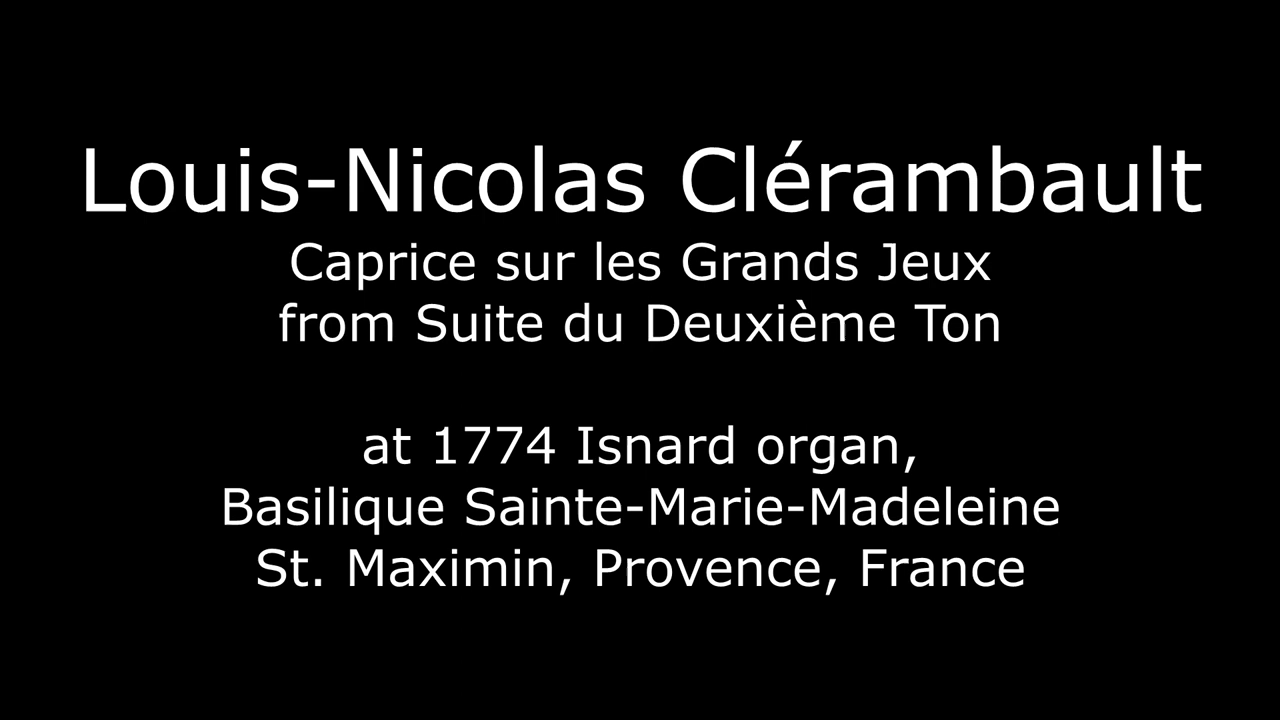 Louis-Nicolas Clérambault
Caprice sur les Grands Jeux
from Suite du Deuxième Ton
at 1774 Isnard organ,
Basilique Sainte-Marie-Madeleine
St. Maximin, Provence, France